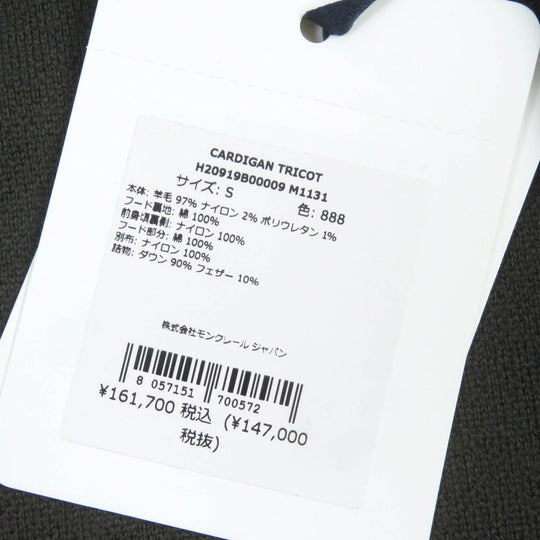 CARDIGAN TRICOT
H20919B00009 M1131
サイズ: S 色: 888
本体: 羊毛 97% ナイロン 2% ポリウレタン 1%
フード裏地: 綿 100%
前身頃裏側: ナイロン 100%
フード部分: 綿 100%
別布: ナイロン 100%
詰物: ダウン 90% フェザー 10%
株式会社モンクレール ジャパン
8 057151 700572
¥161,700 税込 (¥147,000
税抜)